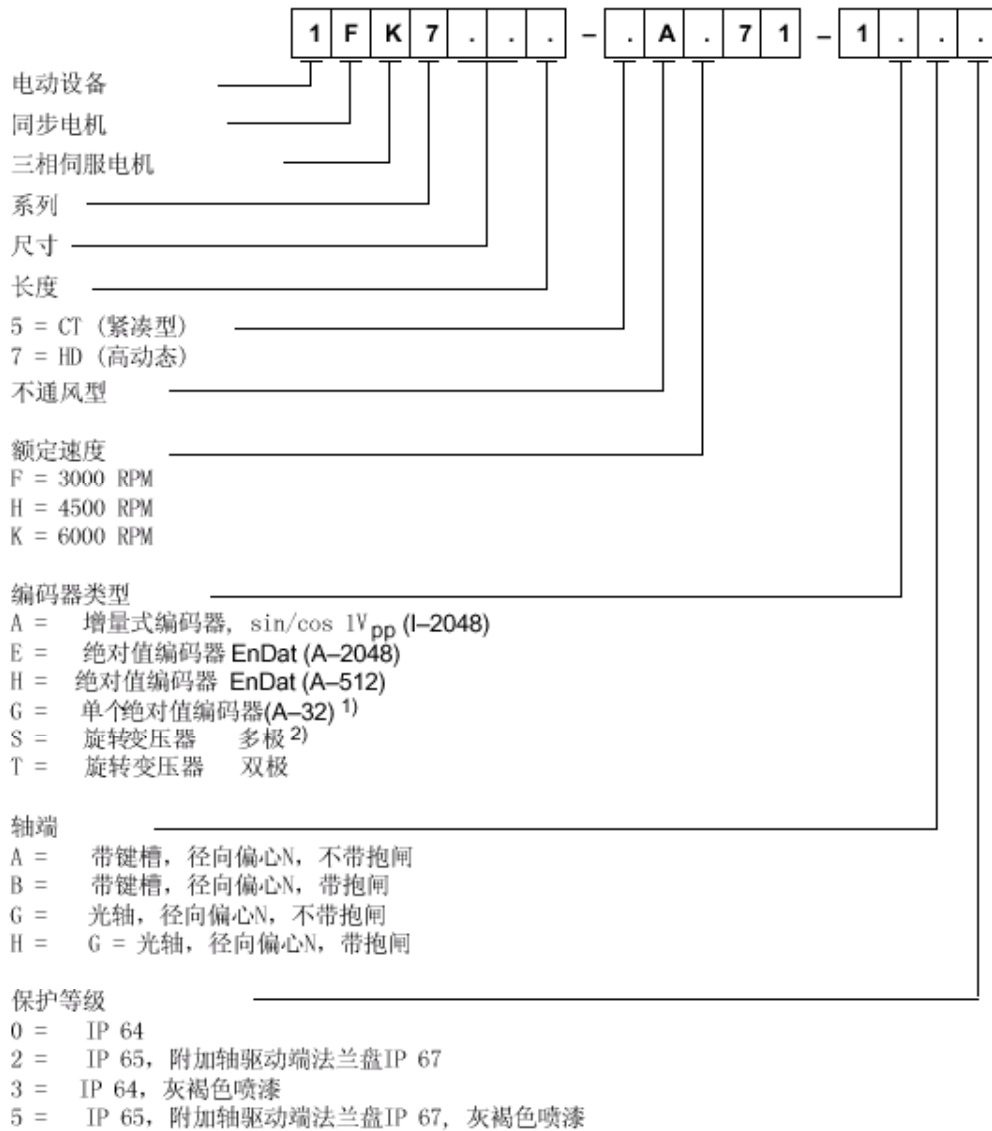 1 F K 7 . . . – . A . 7 1 – 1 . . .
电动设备
同步电机
三相伺服电机
系列
尺寸
长度
5 = CT (紧凑型)
7 = HD (高动态)
不通风型
额定速度
F = 3000 RPM
H = 4500 RPM
K = 6000 RPM
编码器类型
A = 增量式编码器, sin/cos 1Vpp (I–2048)
E = 绝对值编码器 EnDat (A–2048)
H = 绝对值编码器 EnDat (A–512)
G = 单个绝对值编码器(A–32) 1)
S = 旋转变压器 多极 2)
T = 旋转变压器 双极
轴端
A = 带键槽，径向偏心N，不带抱闸
B = 带键槽，径向偏心N，带抱闸
G = 光轴，径向偏心N，不带抱闸
H = G = 光轴，径向偏心N，带抱闸
保护等级
0 = IP 64
2 = IP 65，附加轴驱动端法兰盘IP 67
3 = IP 64，灰褐色喷漆
5 = IP 65，附加轴驱动端法兰盘IP 67, 灰褐色喷漆